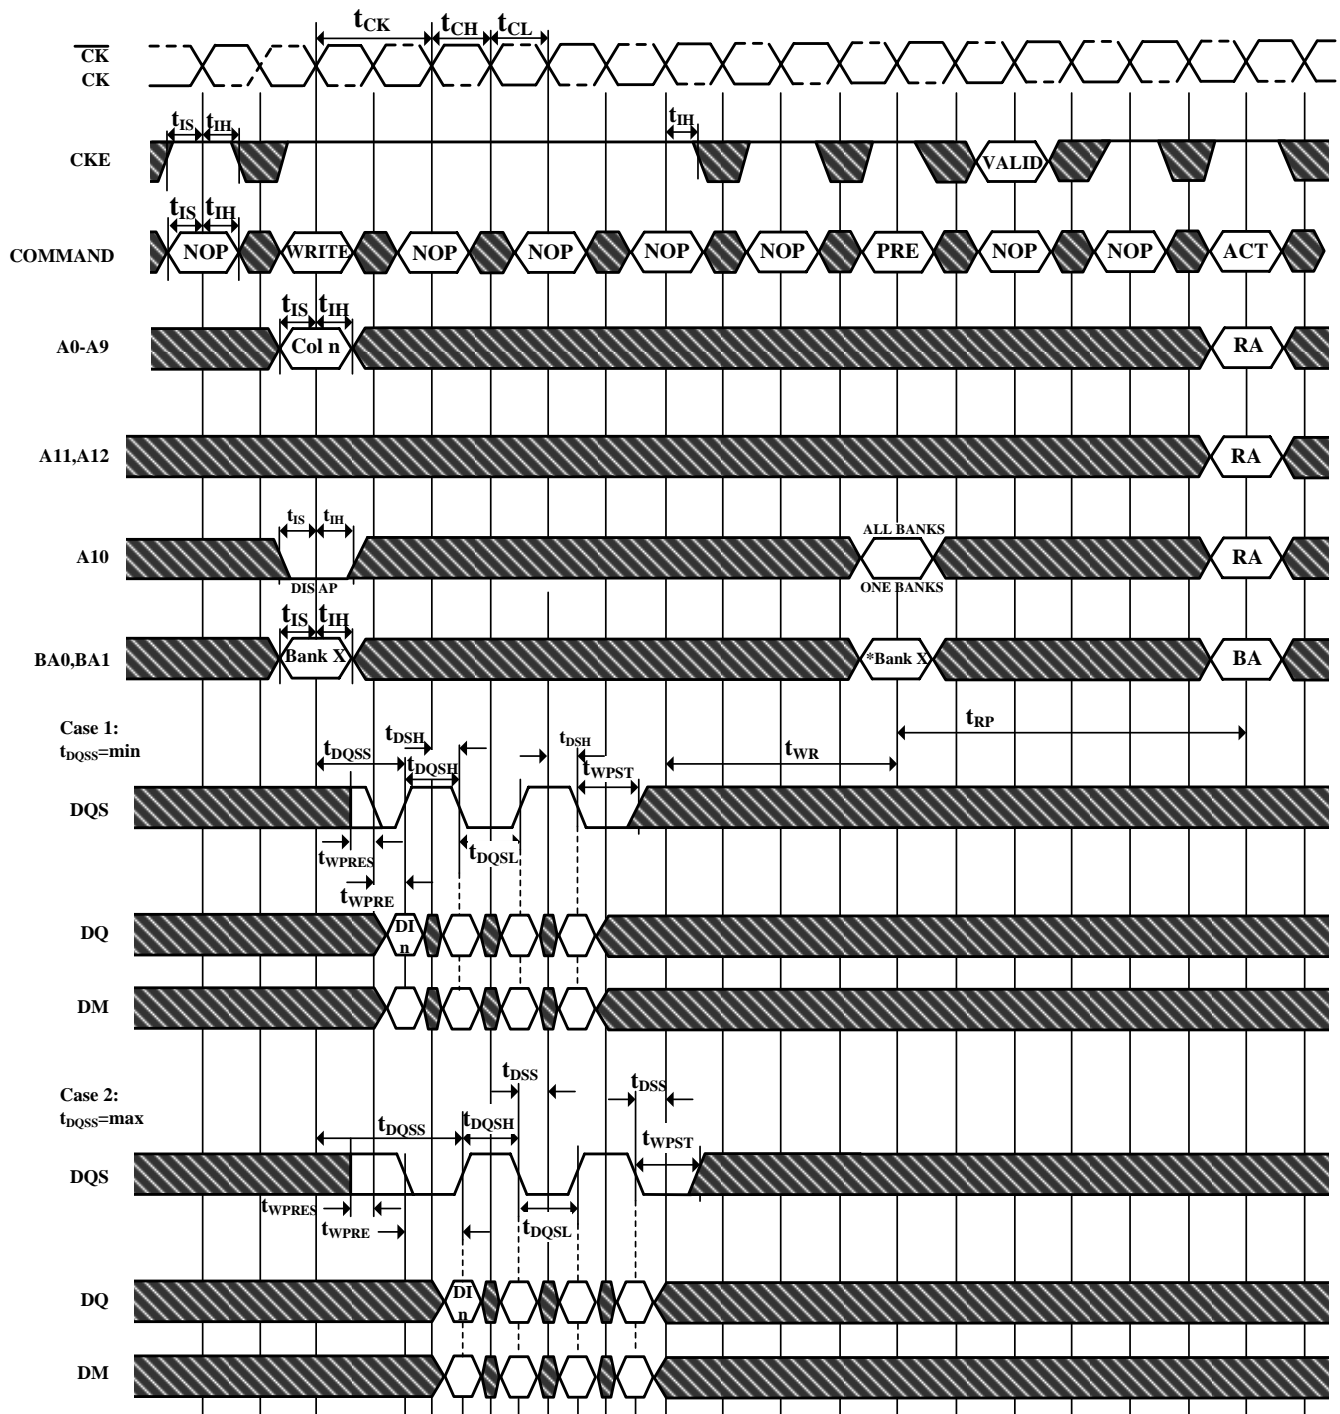 tCK tCH tCL
CK
CK
tIS tIH tIH
CKE VALID
tIS tIH
COMMAND NOP WRITE NOP NOP NOP NOP PRE NOP NOP ACT
tIS tIH
A0-A9 Col n RA
A11,A12 RA
tIS tIH ALL BANKS
A10 RA
DIS AP ONE BANKS
tIS tIH
BA0,BA1 Bank X *Bank X BA
Case 1:
tDQSS=min
tDSH tDSH tRP
tDQSS tWR
tDQSH tWPST
DQS
tWPRES tDQSL
tWPRE
DQ DI
n
DM
Case 2:
tDQSS=max
tDSS tDSS
tDQSS tDQSH tWPST
DQS
tWPRES
tWPRE tDQSL
DQ DI
n
DM